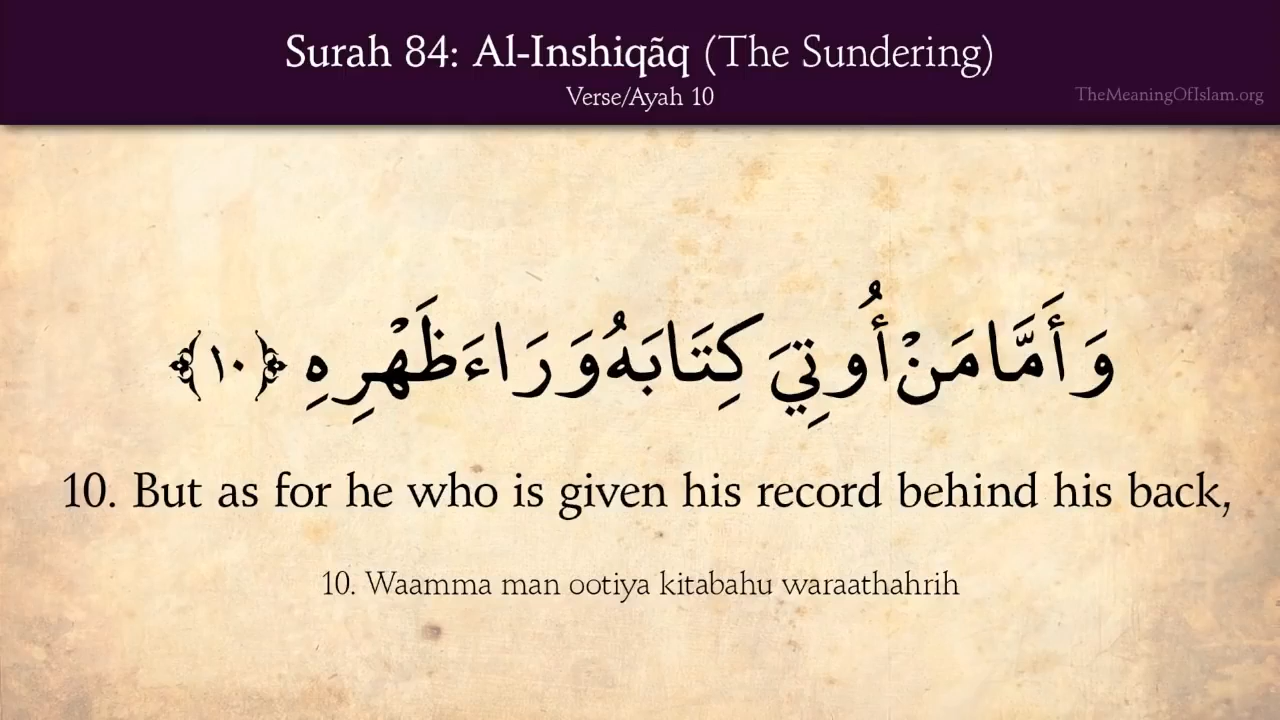 Surah 84: Al-Inshiqãq (The Sundering)
Verse/Ayah 10
TheMeaningOfIslam.org
وَأَمَّا مَنْ أُوتِيَ كِتَابَهُ وَرَاءَ ظَهْرِهِ ﴿١٠﴾
10. But as for he who is given his record behind his back,
10. Waamma man ootiya kitabahu waraathahrih